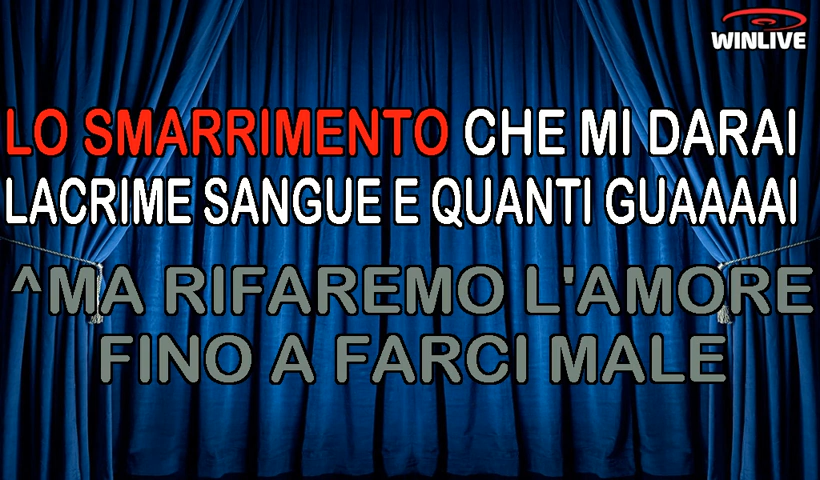 WINLIVE
LO SMARRIMENTO CHE MI DARAI
LACRIME SANGUE E QUANTI GUAAAAI
^MA RIFAREMO L'AMORE
FINO A FARCI MALE